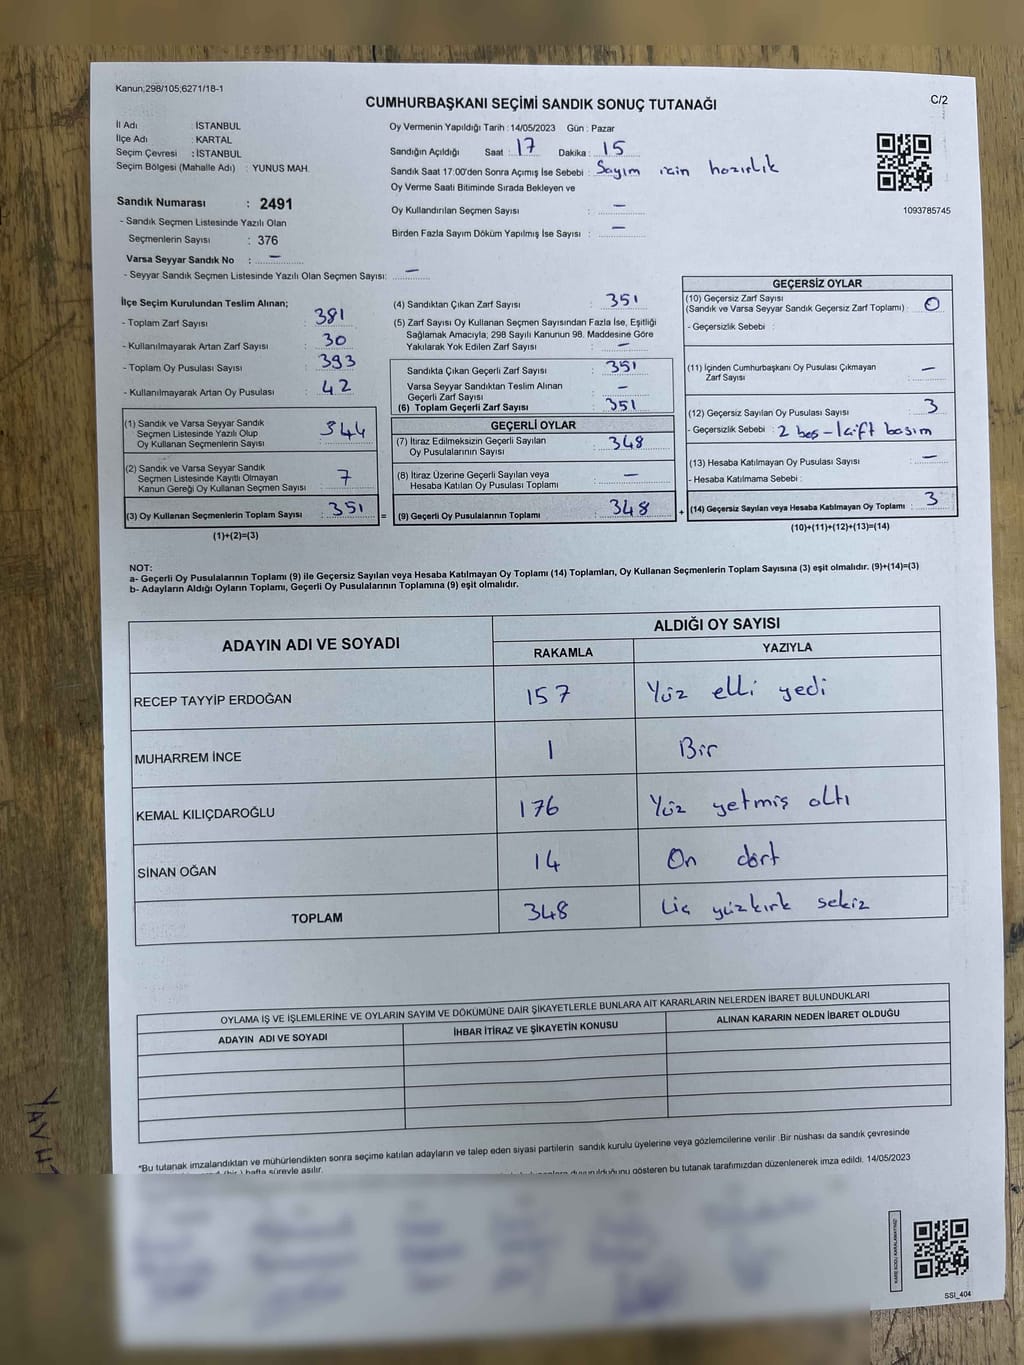 Kanun;298/105;6271/18-1
CUMHURBAŞKANI SEÇİMİ SANDIK SONUÇ TUTANAĞI
C/2
İl Adı : İSTANBUL
İlçe Adı : KARTAL
Seçim Çevresi : İSTANBUL
Seçim Bölgesi (Mahalle Adı) : YUNUS MAH.
Sandık Numarası : 2491
- Sandık Seçmen Listesinde Yazılı Olan
Seçmenlerin Sayısı : 376
Varsa Seyyar Sandık No : –
- Seyyar Sandık Seçmen Listesinde Yazılı Olan Seçmen Sayısı: –
Oy Vermenin Yapıldığı Tarih : 14/05/2023 Gün : Pazar
Sandığın Açıldığı Saat : 17 Dakika : 15
Sandık Saat 17.00'den Sonra Açımış İse Sebebi : Sayım için hazırlık
Oy Verme Saati Bitiminde Sırada Bekleyen ve
Oy Kullandırılan Seçmen Sayısı : –
Birden Fazla Sayım Döküm Yapılmış İse Sayısı : –
1093785745
İlçe Seçim Kurulundan Teslim Alınan;
- Toplam Zarf Sayısı : 381
- Kullanılmayarak Artan Zarf Sayısı : 30
- Toplam Oy Pusulası Sayısı : 393
- Kullanılmayarak Artan Oy Pusulası : 42
(1) Sandık ve Varsa Seyyar Sandık
Seçmen Listesinde Yazılı Olup
Oy Kullanan Seçmenlerin Sayısı : 344
(2) Sandık ve Varsa Seyyar Sandık
Seçmen Listesinde Kayıtlı Olmayan
Kanun Gereği Oy Kullanan Seçmen Sayısı : 7
(3) Oy Kullanan Seçmenlerin Toplam Sayısı : 351 =
(1)+(2)=(3)
(4) Sandıktan Çıkan Zarf Sayısı : 351
(5) Zarf Sayısı Oy Kullanan Seçmen Sayısından Fazla İse, Eşitliği
Sağlamak Amacıyla; 298 Sayılı Kanunun 98. Maddesine Göre
Yakılarak Yok Edilen Zarf Sayısı : –
Sandıkta Çıkan Geçerli Zarf Sayısı : 351
Varsa Seyyar Sandıktan Teslim Alınan
Geçerli Zarf Sayısı : –
(6) Toplam Geçerli Zarf Sayısı : 351
GEÇERLİ OYLAR
(7) İtiraz Edilmeksizin Geçerli Sayılan
Oy Pusulalarının Sayısı : 348
(8) İtiraz Üzerine Geçerli Sayılan veya
Hesaba Katılan Oy Pusulası Toplamı : –
(9) Geçerli Oy Pusulalarının Toplamı : 348 +
GEÇERSİZ OYLAR
(10) Geçersiz Zarf Sayısı
(Sandık ve Varsa Seyyar Sandık Geçersiz Zarf Toplamı) : 0
- Geçersizlik Sebebi :
(11) İçinden Cumhurbaşkanı Oy Pusulası Çıkmayan
Zarf Sayısı : –
(12) Geçersiz Sayılan Oy Pusulası Sayısı : 3
- Geçersizlik Sebebi : 2 boş – 1 çift basım
(13) Hesaba Katılmayan Oy Pusulası Sayısı : –
- Hesaba Katılmama Sebebi :
(14) Geçersiz Sayılan veya Hesaba Katılmayan Oy Toplamı : 3
(10)+(11)+(12)+(13)=(14)
NOT:
a- Geçerli Oy Pusulalarının Toplamı (9) ile Geçersiz Sayılan veya Hesaba Katılmayan Oy Toplamı (14) Toplamları, Oy Kullanan Seçmenlerin Toplam Sayısına (3) eşit olmalıdır. (9)+(14)=(3)
b- Adayların Aldığı Oyların Toplamı, Geçerli Oy Pusulalarının Toplamına (9) eşit olmalıdır.
ADAYIN ADI VE SOYADI
ALDIĞI OY SAYISI
RAKAMLA YAZIYLA
RECEP TAYYİP ERDOĞAN 157 Yüz elli yedi
MUHARREM İNCE 1 Bir
KEMAL KILIÇDAROĞLU 176 Yüz yetmiş altı
SİNAN OĞAN 14 On dört
TOPLAM 348 Üç yüzkırk sekiz
OYLAMA İŞ VE İŞLEMLERİNE VE OYLARIN SAYIM VE DÖKÜMÜNE DAİR ŞİKAYETLERLE BUNLARA AİT KARARLARIN NELERDEN İBARET BULUNDUKLARI
ADAYIN ADI VE SOYADI İHBAR İTİRAZ VE ŞİKAYETİN KONUSU ALINAN KARARIN NEDEN İBARET OLDUĞU
*Bu tutanak imzalandıktan ve mühürlendikten sonra seçime katılan adayların ve talep eden siyasi partilerin sandık kurulu üyelerine veya gözlemcilerine verilir. Bir nüshası da sandık çevresinde
(bir) hafta süreyle asılır.
duyurulduğunu gösteren bu tutanak tarafımızdan düzenlenerek imza edildi. 14/05/2023
SSİ_404